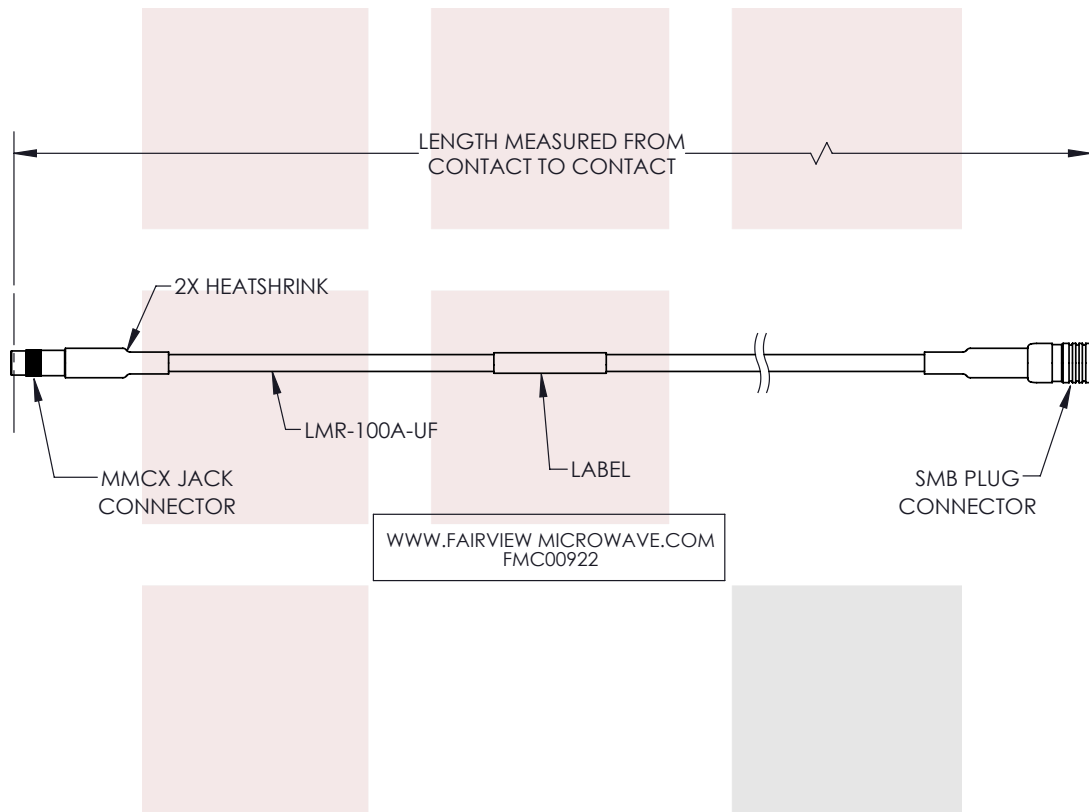 LENGTH MEASURED FROM
CONTACT TO CONTACT
2X HEATSHRINK
LMR-100A-UF
LABEL
MMCX JACK
CONNECTOR
SMB PLUG
CONNECTOR
WWW.FAIRVIEW MICROWAVE.COM
FMC00922